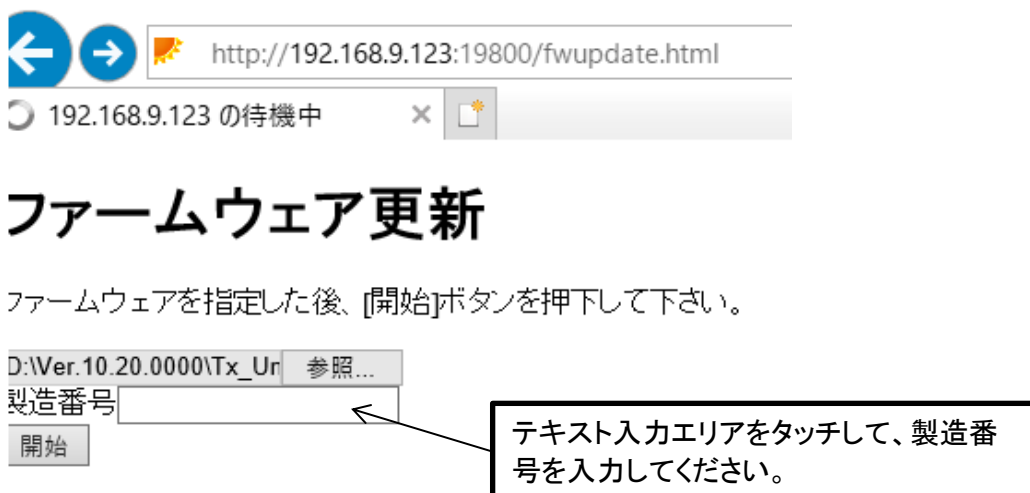 http://192.168.9.123:19800/fwupdate.html
192.168.9.123 の待機中
ファームウェア更新
ファームウェアを指定した後、[開始]ボタンを押下して下さい。
D:\Ver.10.20.0000\Tx_Un 参照...
製造番号
開始
テキスト入力エリアをタッチして、製造番
号を入力してください。